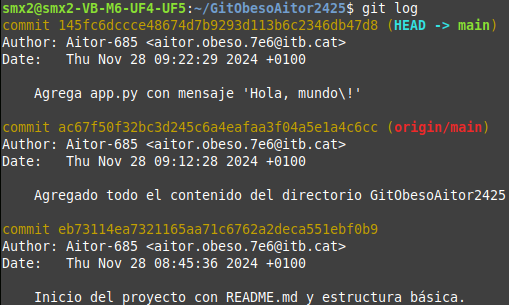 smx2@smx2-VB-M6-UF4-UF5:~/GitObesoAitor2425$ git log
commit 145fc6dccce48674d7b9293d113b6c2346db47d8 (HEAD -> main)
Author: Aitor-685 <aitor.obeso.7e6@itb.cat>
Date:   Thu Nov 28 09:22:29 2024 +0100
    Agrega app.py con mensaje 'Hola, mundo\!'
commit ac67f50f32bc3d245c6a4eafaa3f04a5e1a4c6cc (origin/main)
Author: Aitor-685 <aitor.obeso.7e6@itb.cat>
Date:   Thu Nov 28 09:12:28 2024 +0100
    Agregado todo el contenido del directorio GitObesoAitor2425
commit eb73114ea7321165aa71c6762a2deca551ebf0b9
Author: Aitor-685 <aitor.obeso.7e6@itb.cat>
Date:   Thu Nov 28 08:45:36 2024 +0100
    Inicio del proyecto con README.md y estructura básica.